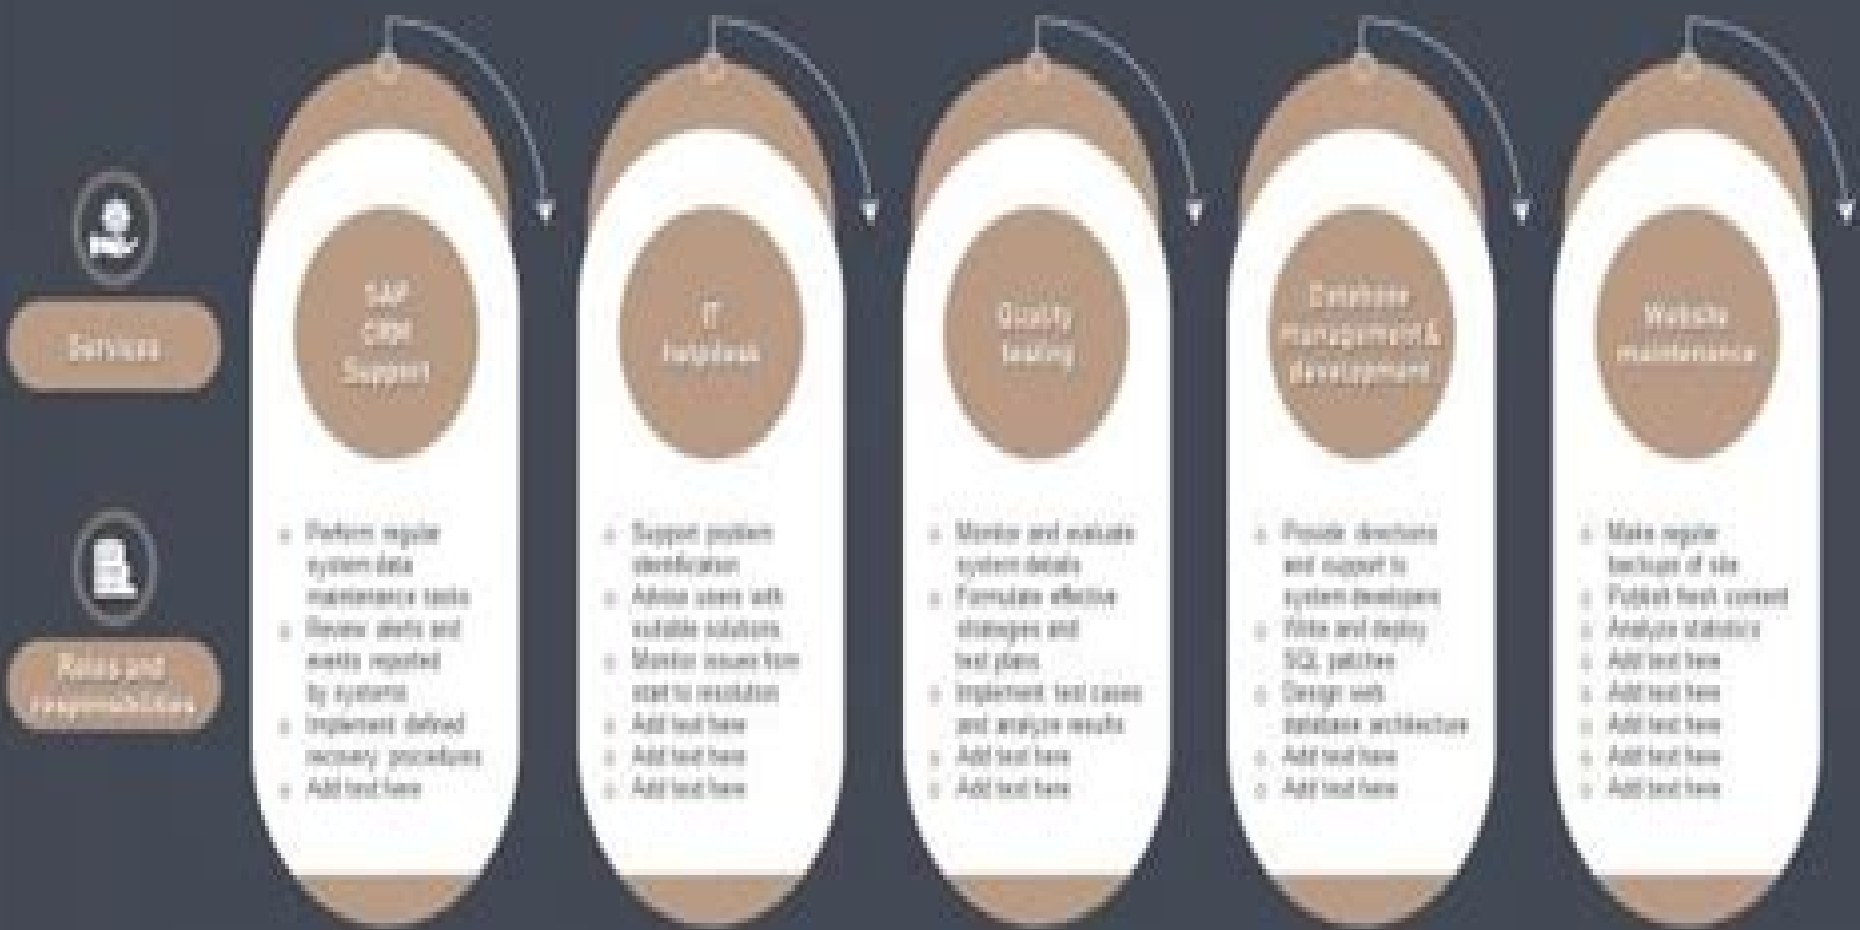 Services
SAP
CRM
Support
IT
helpdesk
Quality
testing
Database
management &
development
Website
maintenance
Roles and
responsibilities
Perform regular
system data
maintenance tasks
Review alerts and
events reported
by systems
Implement defined
recovery procedures
Add text here
Support problem
identification
Advise users with
suitable solutions
Monitor issues from
start to resolution
Add text here
Add text here
Add text here
Monitor and evaluate
system details
Formulate effective
strategies and
test plans
Implement test cases
and analyze results
Add text here
Add text here
Provide directions
and support to
system developers
Write and deploy
SQL patches
Design web
database architecture
Add text here
Add text here
Make regular
backups of site
Publish fresh content
Analyze statistics
Add text here
Add text here
Add text here
Add text here
Add text here